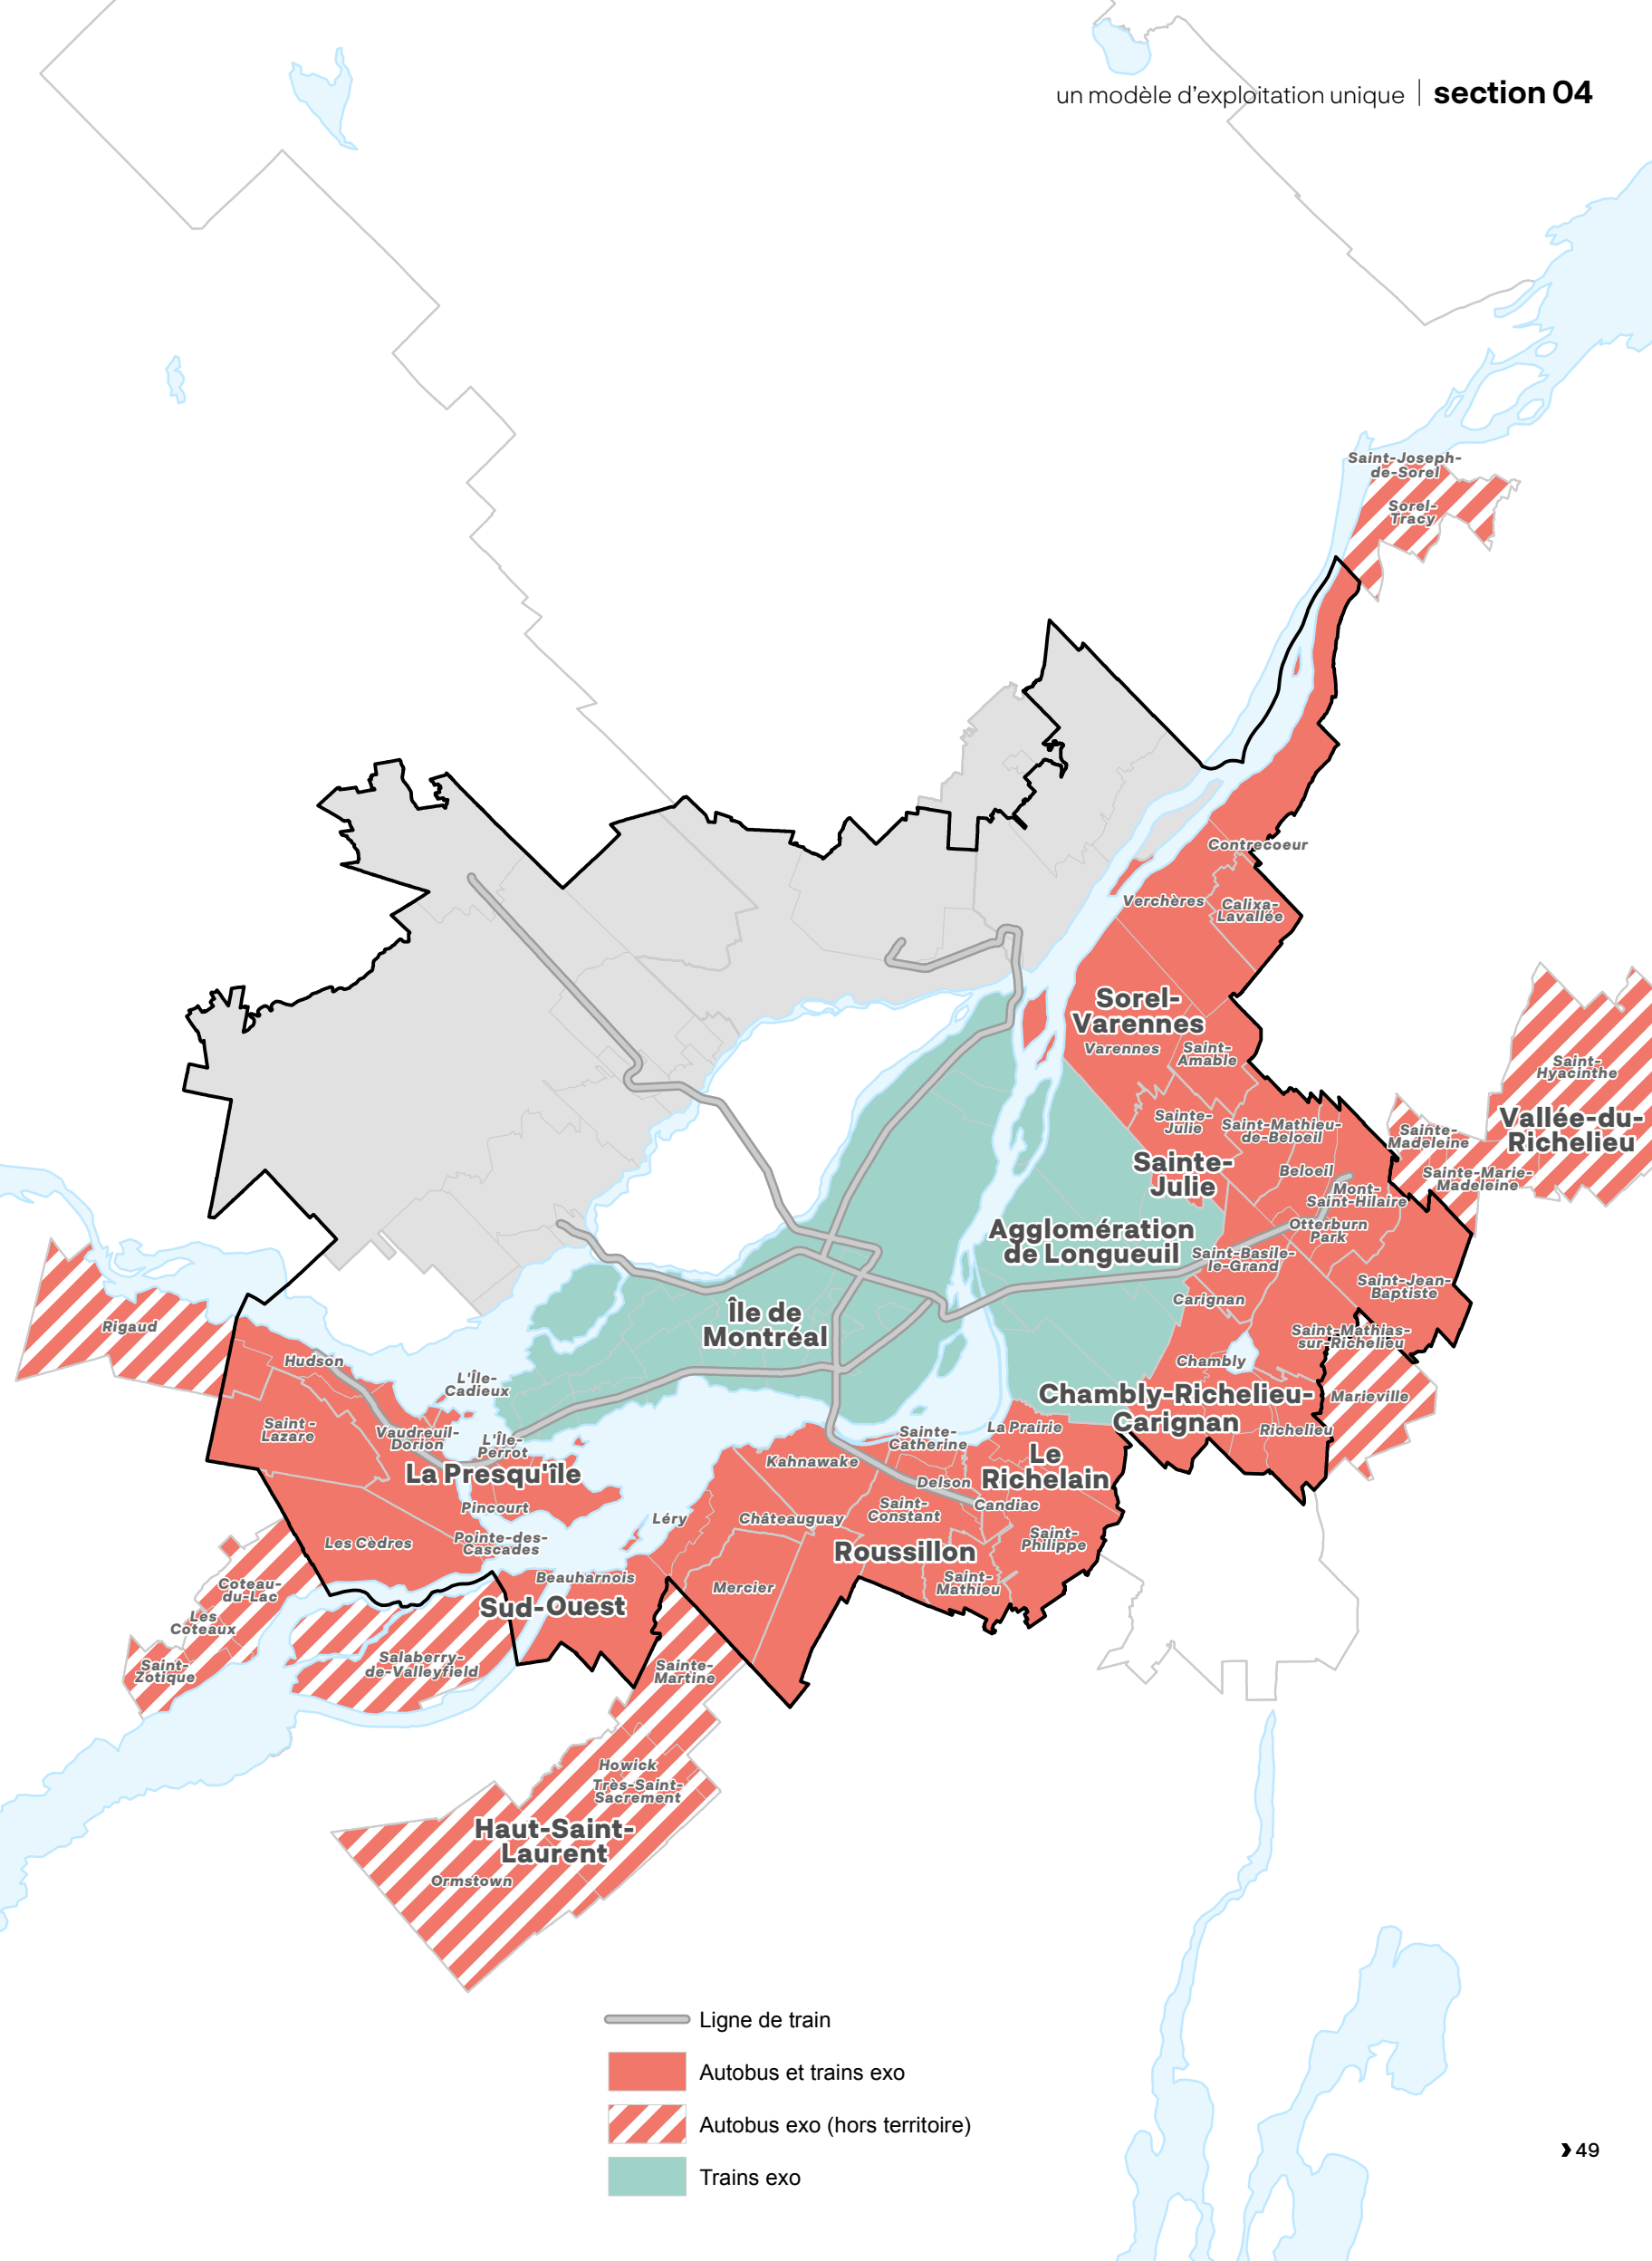 un modèle d'exploitation unique | section 04
Saint-Joseph-
de-Sorel
Sorel-
Tracy
Contrecoeur
Verchères
Calixa-
Lavallée
Sorel-
Varennes
Varennes
Saint-
Amable
Saint-
Hyacinthe
Vallée-du-
Richelieu
Sainte-
Julie
Saint-Mathieu-
de-Beloeil
Sainte-
Madeleine
Sainte-Marie-
Madeleine
Sainte-
Julie
Beloeil
Mont-
Saint-Hilaire
Otterburn
Park
Agglomération
de Longueuil
Saint-Basile-
le-Grand
Saint-Jean-
Baptiste
Carignan
Île de
Montréal
Rigaud
Saint-Mathias-
sur-Richelieu
Hudson
Chambly
L'Île-
Cadieux
Chambly-Richelieu-
Carignan
Marieville
Richelieu
Saint -
Lazare
Vaudreuil-
Dorion
L'Île-
Perrot
La Presqu'île
Sainte-
Catherine
La Prairie
Le
Richelain
Kahnawake
Delson
Candiac
Pincourt
Léry
Châteauguay
Saint-
Constant
Saint-
Philippe
Les Cèdres
Pointe-des-
Cascades
Roussillon
Beauharnois
Sud-Ouest
Mercier
Saint-
Mathieu
Coteau-
du-Lac
Les
Coteaux
Saint-
Zotique
Salaberry-
de-Valleyfield
Sainte-
Martine
Howick
Très-Saint-
Sacrement
Haut-Saint-
Laurent
Ormstown
Ligne de train
Autobus et trains exo
Autobus exo (hors territoire)
Trains exo
❯ 49